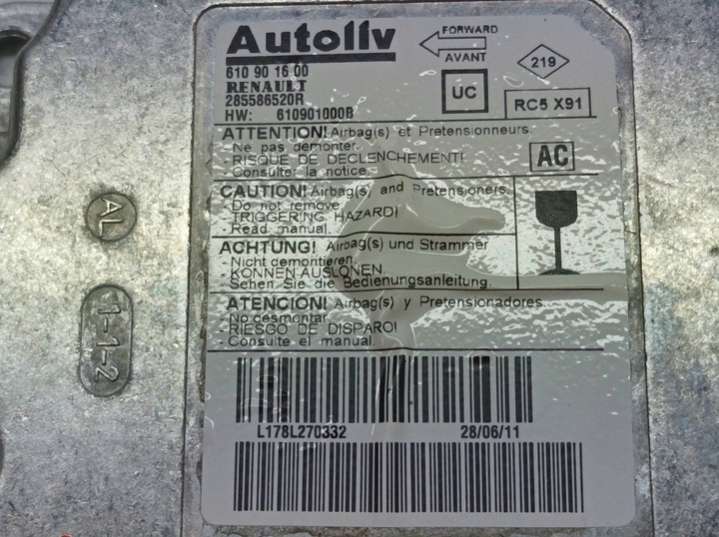 Autoliv
FORWARD
AVANT
219
610 90 16 00
RENAULT
285586520R
HW: 610901000B
UC
RC5 X91
ATTENTION! Airbag(s) et Pretensionneurs.
- Ne pas demonter.
- RISQUE DE DECLENCHEMENT!
- Consulter la notice.
AC
CAUTION! Airbag(s) and Pretensioners.
- Do not remove
- TRIGGERING HAZARD!
- Read manual.
ACHTUNG! Airbag(s) und Strammer
- Nicht demontieren.
- KONNEN AUSLONEN
- Sehen Sie die Bedienungsanleitung.
ATENCION! Airbag(s) y Pretensionadores.
- No desmontar
- RIESGO DE DISPARO!
- Consulte el manual.
L178L270332 28/06/11
AL
1-1-2